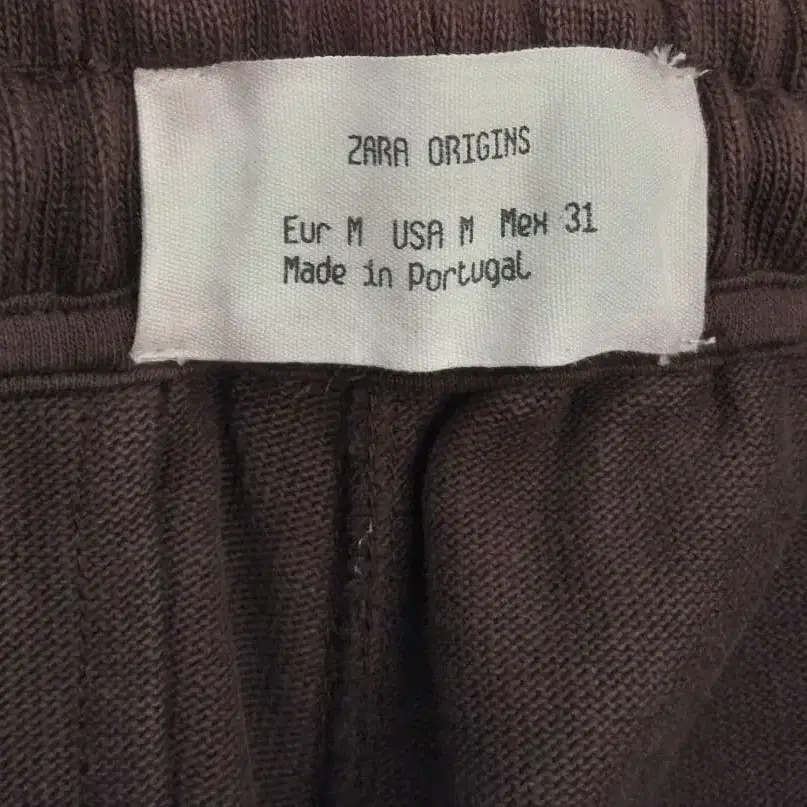 ZARA ORIGINS
Eur M USA M Mex 31
Made in Portugal